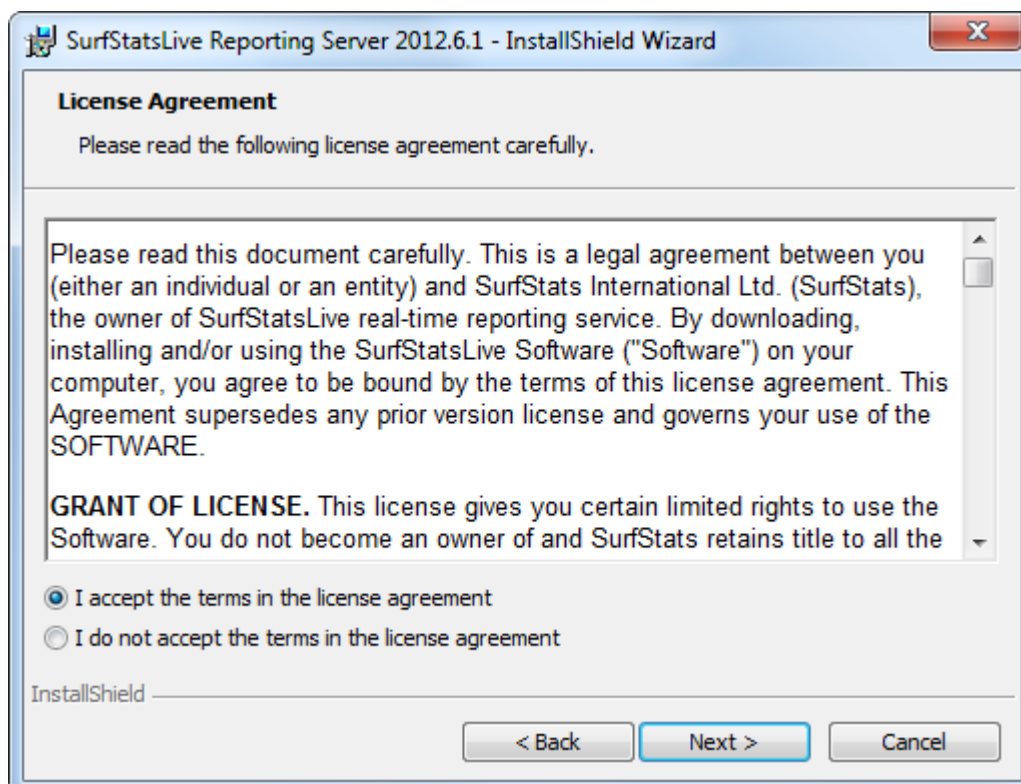 SurfStatsLive Reporting Server 2012.6.1 - InstallShield Wizard
License Agreement
Please read the following license agreement carefully.
Please read this document carefully. This is a legal agreement between you
(either an individual or an entity) and SurfStats International Ltd. (SurfStats),
the owner of SurfStatsLive real-time reporting service. By downloading,
installing and/or using the SurfStatsLive Software ("Software") on your
computer, you agree to be bound by the terms of this license agreement. This
Agreement supersedes any prior version license and governs your use of the
SOFTWARE.
GRANT OF LICENSE. This license gives you certain limited rights to use the
Software. You do not become an owner of and SurfStats retains title to all the
I accept the terms in the license agreement
I do not accept the terms in the license agreement
InstallShield
< Back
Next >
Cancel